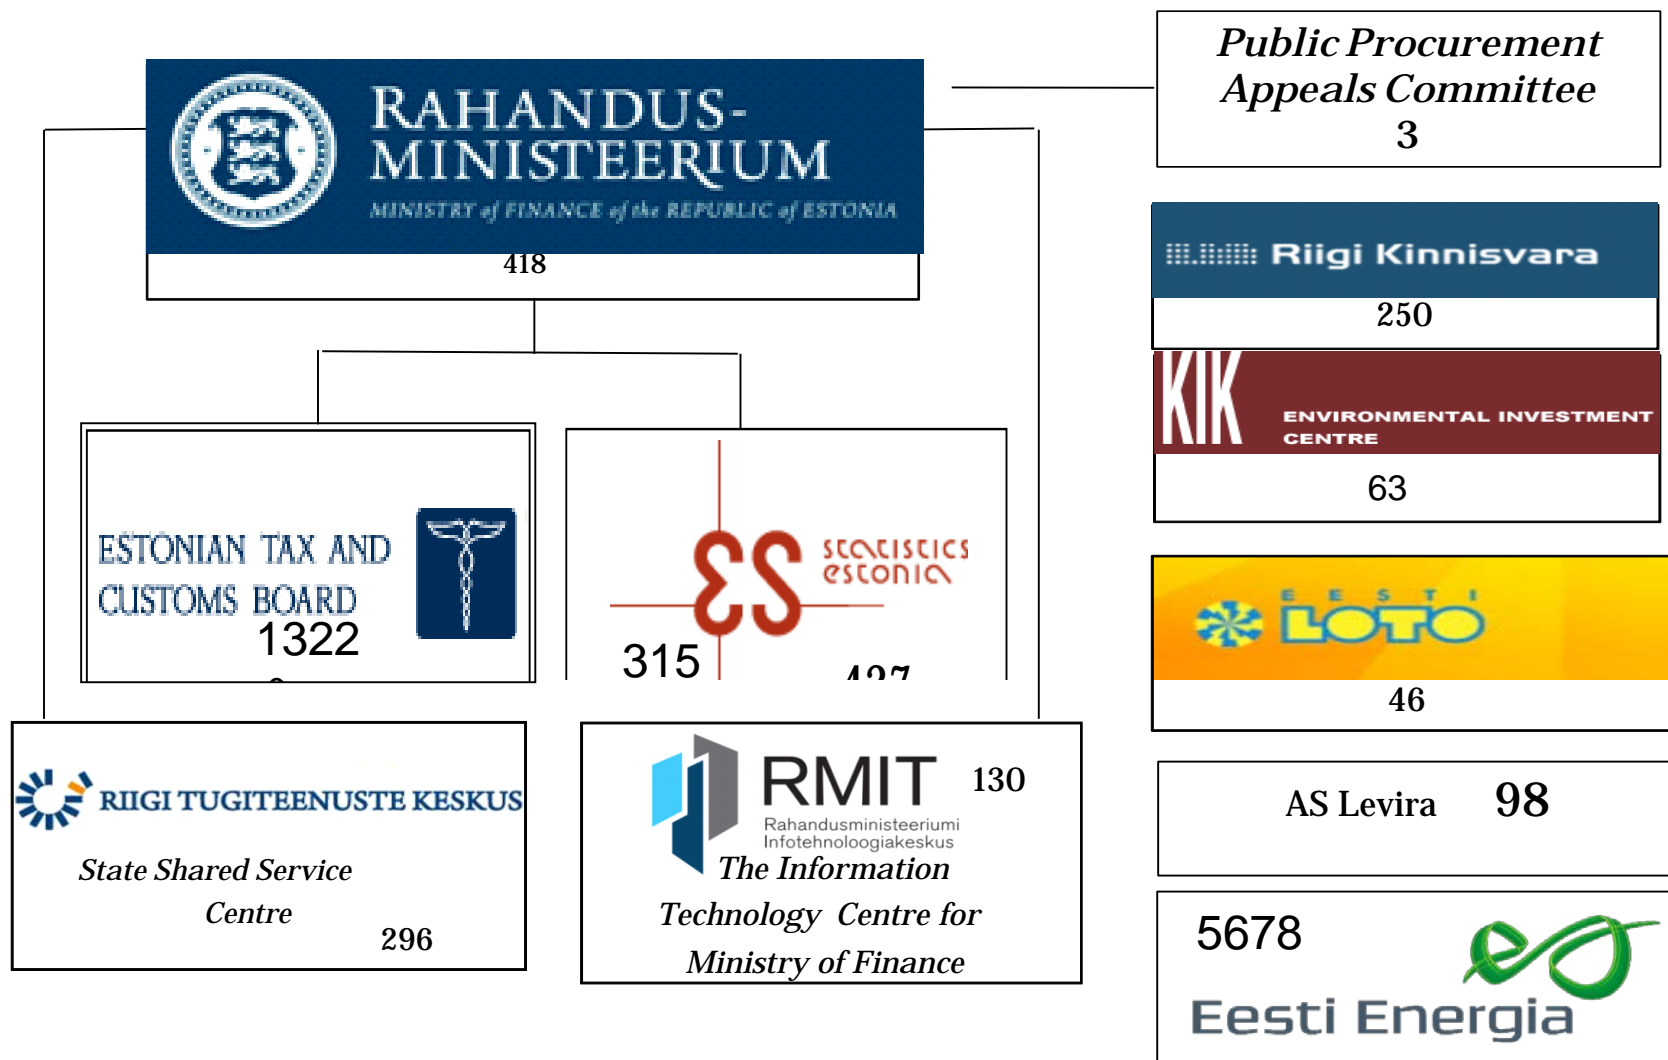 RAHANDUS-
MINISTEERIUM
MINISTRY of FINANCE of the REPUBLIC of ESTONIA
418
ESTONIAN TAX AND
CUSTOMS BOARD
1322
ES
statistics
estonia
315
RIIGI TUGITEENUSTE KESKUS
State Shared Service
Centre
296
RMIT 130
Rahandusministeeriumi
Infotehnoloogiakeskus
The Information
Technology Centre for
Ministry of Finance
Public Procurement
Appeals Committee
3
Riigi Kinnisvara
250
KIK
ENVIRONMENTAL INVESTMENT
CENTRE
63
EESTI
LOTO
46
AS Levira 98
5678
Eesti Energia